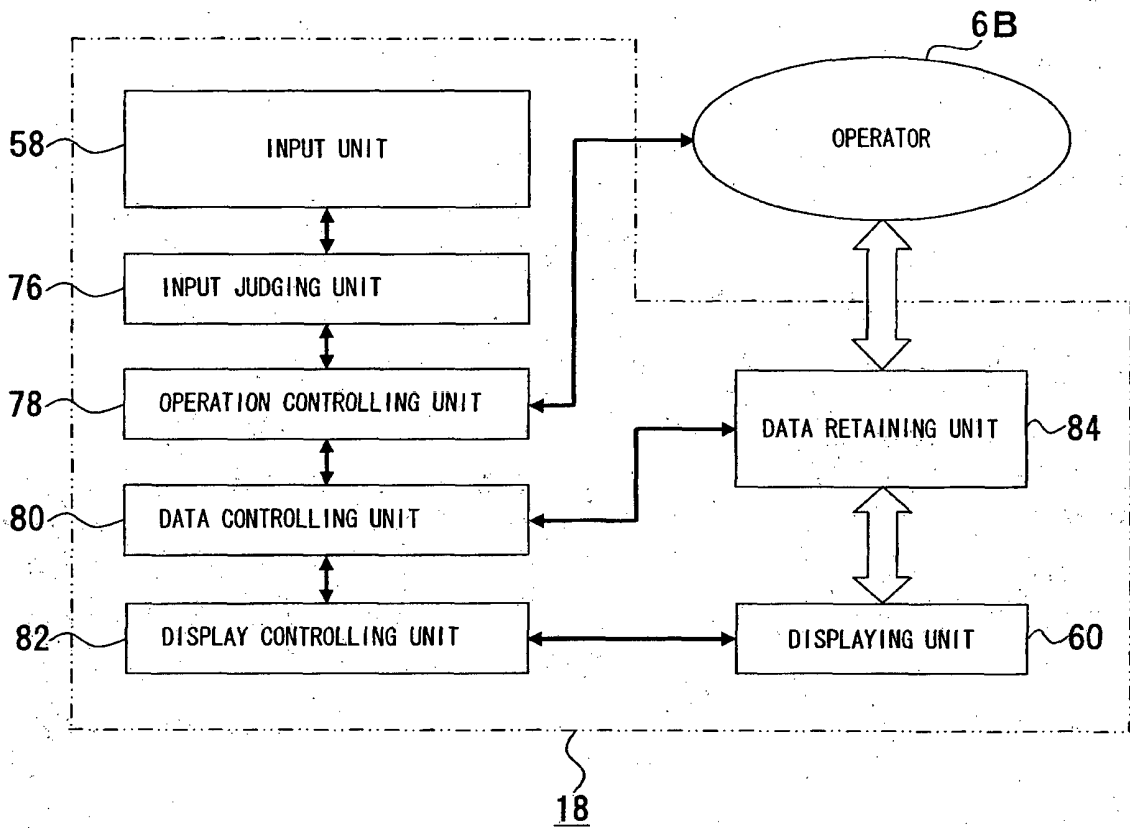 6B
58
INPUT UNIT
OPERATOR
76
INPUT JUDGING UNIT
78
OPERATION CONTROLLING UNIT
DATA RETAINING UNIT
84
80
DATA CONTROLLING UNIT
82
DISPLAY CONTROLLING UNIT
DISPLAYING UNIT
60
18